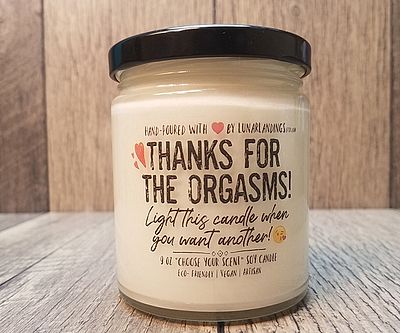 HAND-POURED WITH ❤ BY LUNARLANDINGS
THANKS FOR
THE ORGASMS!
Light this candle when
you want another! 😘
9 OZ "CHOOSE YOUR SCENT" SOY CANDLE
ECO-FRIENDLY | VEGAN | ARTISAN